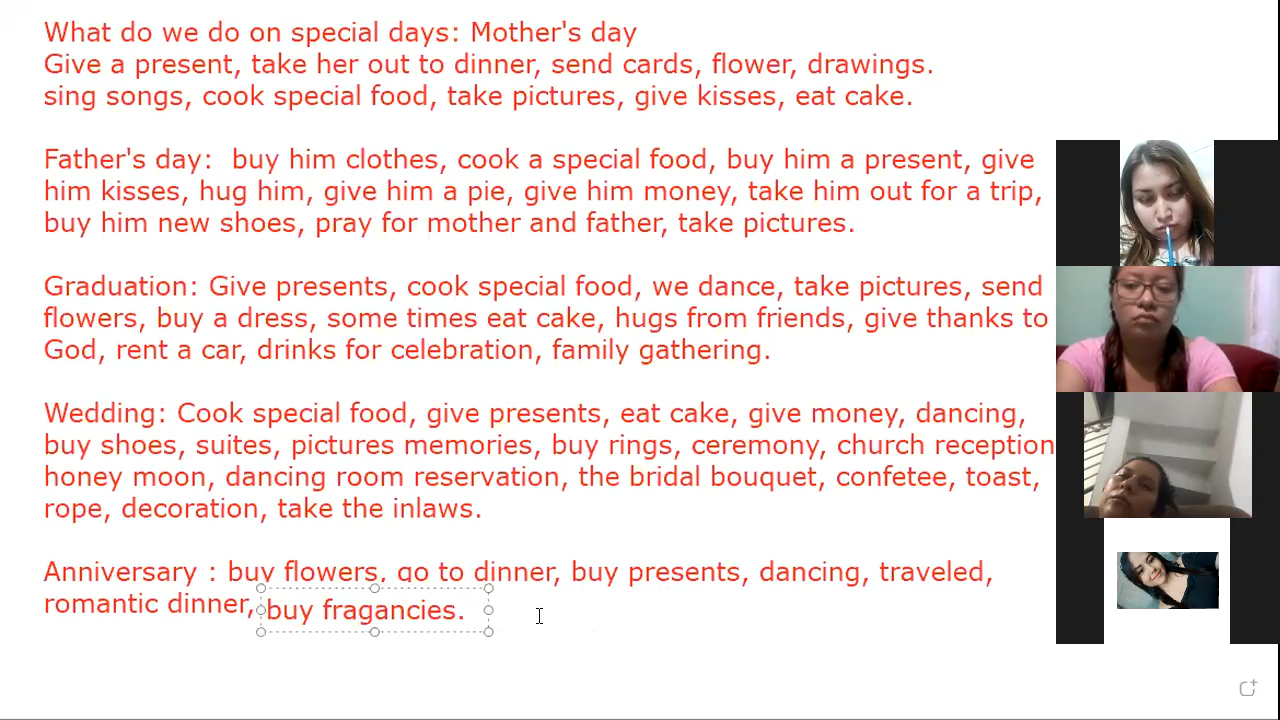 What do we do on special days: Mother's day
Give a present, take her out to dinner, send cards, flower, drawings.
sing songs, cook special food, take pictures, give kisses, eat cake.
Father's day:  buy him clothes, cook a special food, buy him a present, give
him kisses, hug him, give him a pie, give him money, take him out for a trip,
buy him new shoes, pray for mother and father, take pictures.
Graduation: Give presents, cook special food, we dance, take pictures, send
flowers, buy a dress, some times eat cake, hugs from friends, give thanks to
God, rent a car, drinks for celebration, family gathering.
Wedding: Cook special food, give presents, eat cake, give money, dancing,
buy shoes, suites, pictures memories, buy rings, ceremony, church reception
honey moon, dancing room reservation, the bridal bouquet, confetee, toast,
rope, decoration, take the inlaws.
Anniversary : buy flowers, go to dinner, buy presents, dancing, traveled,
romantic dinner, buy fragancies.